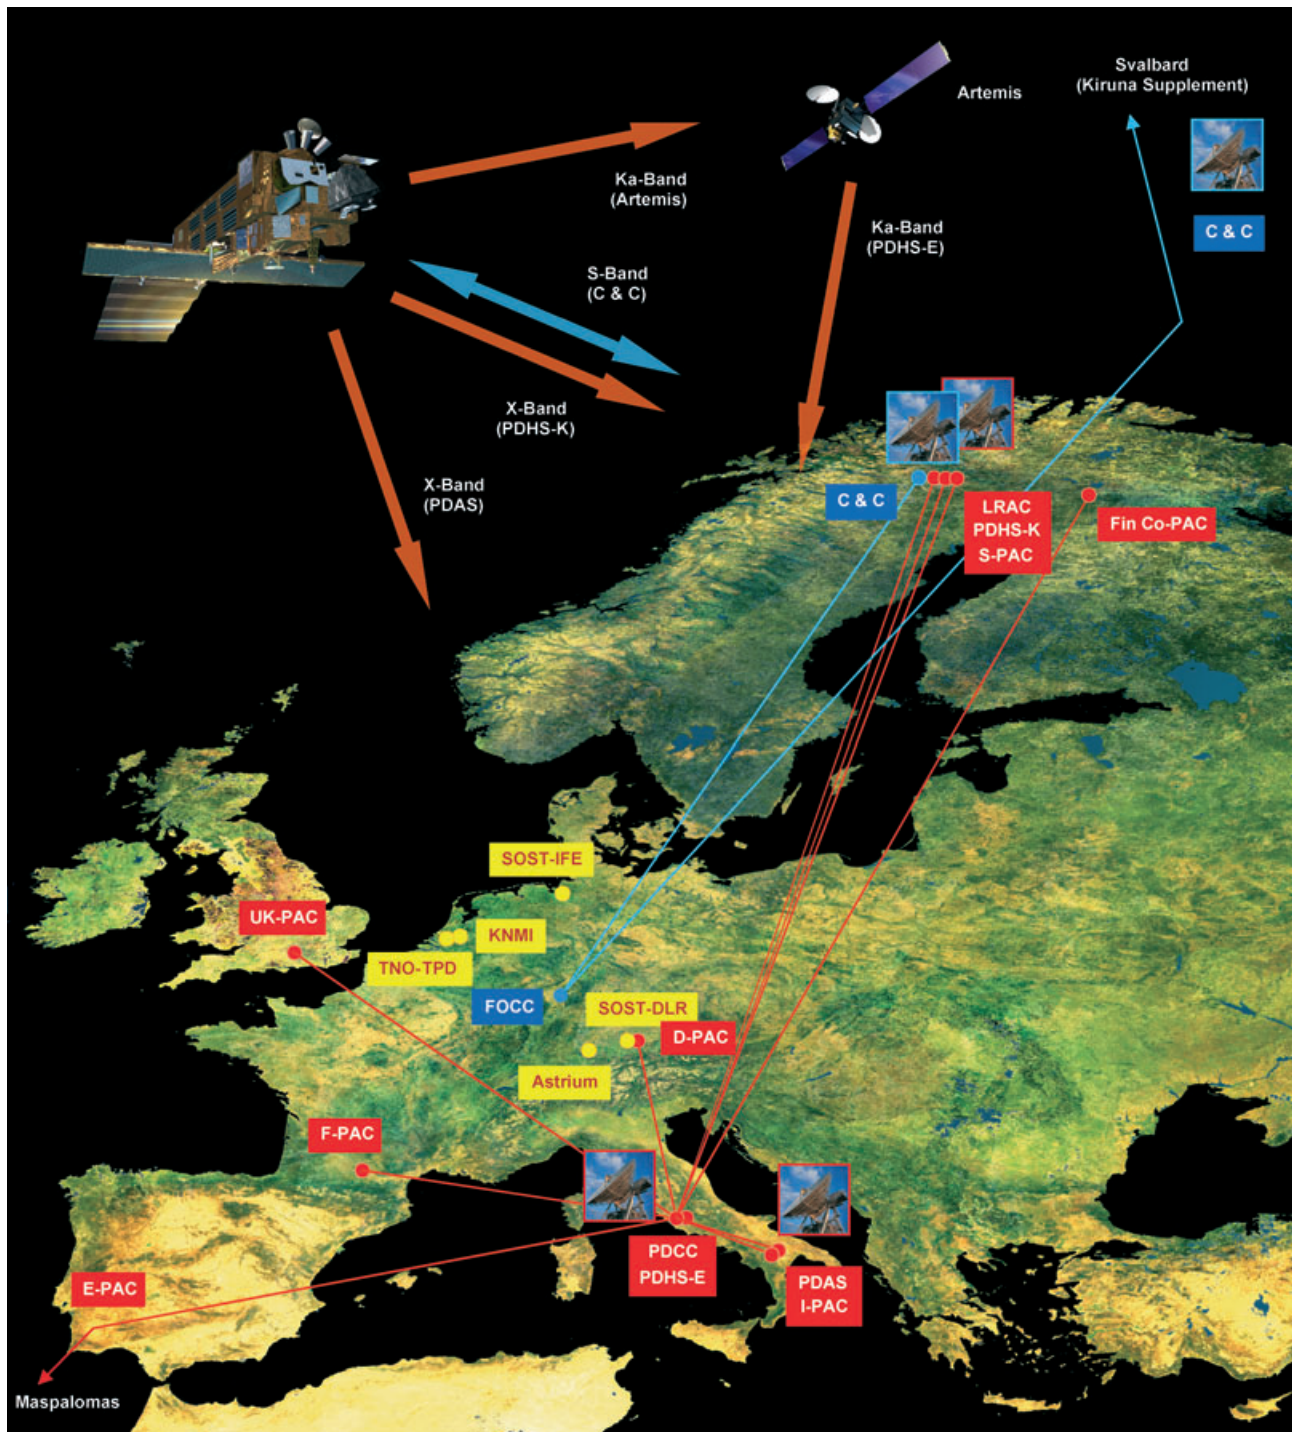 Svalbard
(Kiruna Supplement)
Artemis
Ka-Band
(Artemis)
Ka-Band
(PDHS-E)
C & C
S-Band
(C & C)
X-Band
(PDHS-K)
X-Band
(PDAS)
C & C
LRAC
PDHS-K
S-PAC
Fin Co-PAC
SOST-IFE
UK-PAC
KNMI
TNO-TPD
FOCC
SOST-DLR
D-PAC
Astrium
F-PAC
PDCC
PDHS-E
E-PAC
PDAS
I-PAC
Maspalomas